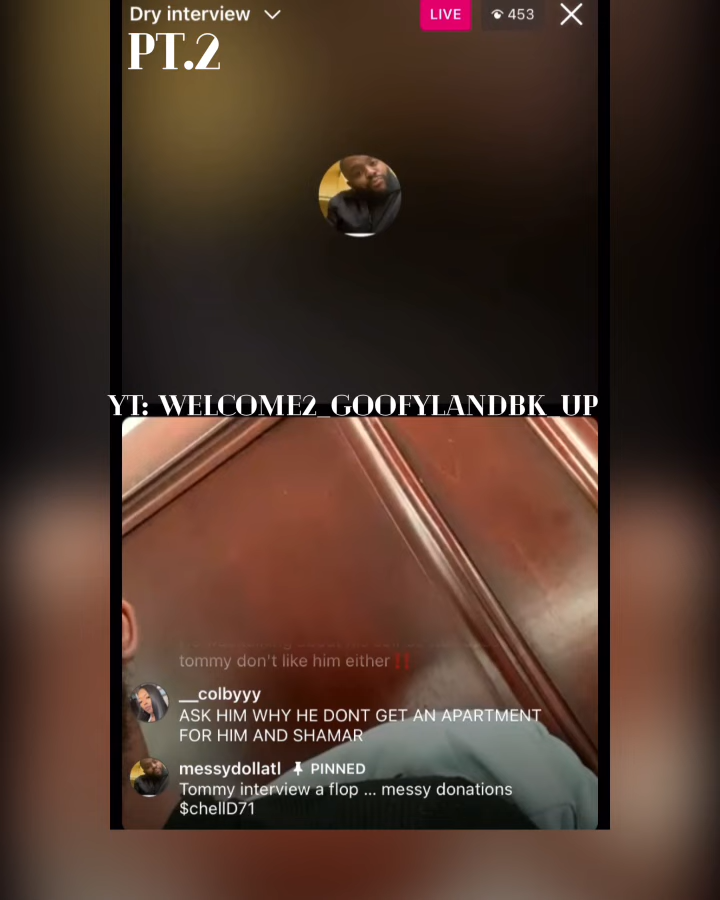 Dry interview
LIVE
453
PT.2
YT: WELCOME2_GOOFYLANDBK_UP
tommy don't like him either‼️
__colbyyy
ASK HIM WHY HE DONT GET AN APARTMENT
FOR HIM AND SHAMAR
messydollatl PINNED
Tommy interview a flop ... messy donations
$chellD71